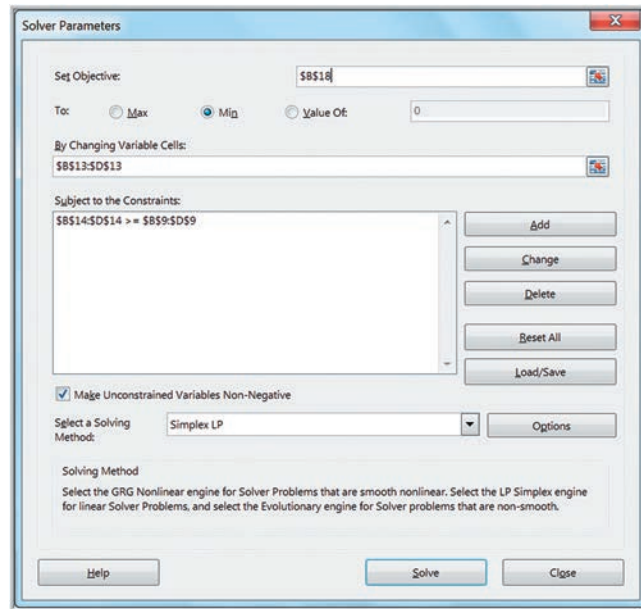 Solver Parameters
Set Objective:
$B$18
To:
Max
Min
Value Of:
0
By Changing Variable Cells:
$B$13:$D$13
Subject to the Constraints:
$B$14:$D$14 >= $B$9:$D$9
Add
Change
Delete
Reset All
Load/Save
Make Unconstrained Variables Non-Negative
Select a Solving
Method:
Simplex LP
Options
Solving Method
Select the GRG Nonlinear engine for Solver Problems that are smooth nonlinear. Select the LP Simplex engine
for linear Solver Problems, and select the Evolutionary engine for Solver problems that are non-smooth.
Help
Solve
Close